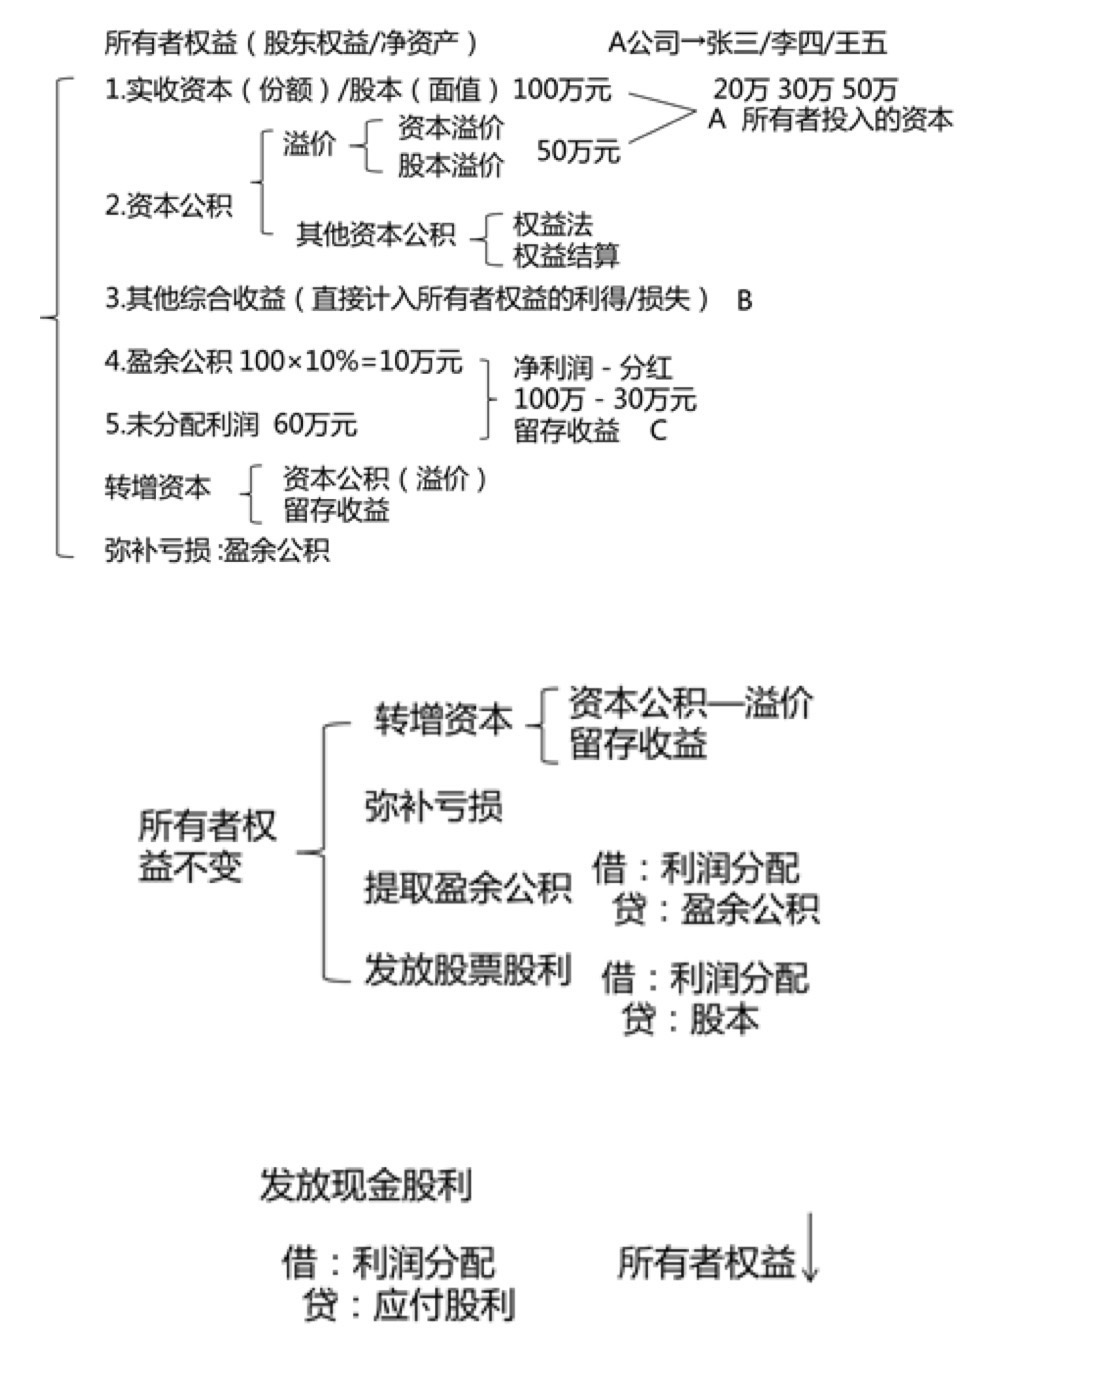 所有者权益（股东权益/净资产） A公司→张三/李四/王五
1.实收资本（份额）/股本（面值）100万元 20万 30万 50万
A 所有者投入的资本
溢价 资本溢价
股本溢价 50万元
2.资本公积
其他资本公积 权益法
权益结算
3.其他综合收益（直接计入所有者权益的利得/损失） B
4.盈余公积 100×10%=10万元 净利润 - 分红
100万 - 30万元
5.未分配利润 60万元 留存收益 C
转增资本 资本公积（溢价）
留存收益
弥补亏损:盈余公积
转增资本 资本公积—溢价
留存收益
弥补亏损
所有者权
益不变
提取盈余公积 借：利润分配
贷：盈余公积
发放股票股利 借：利润分配
贷：股本
发放现金股利
借：利润分配 所有者权益↓
贷：应付股利